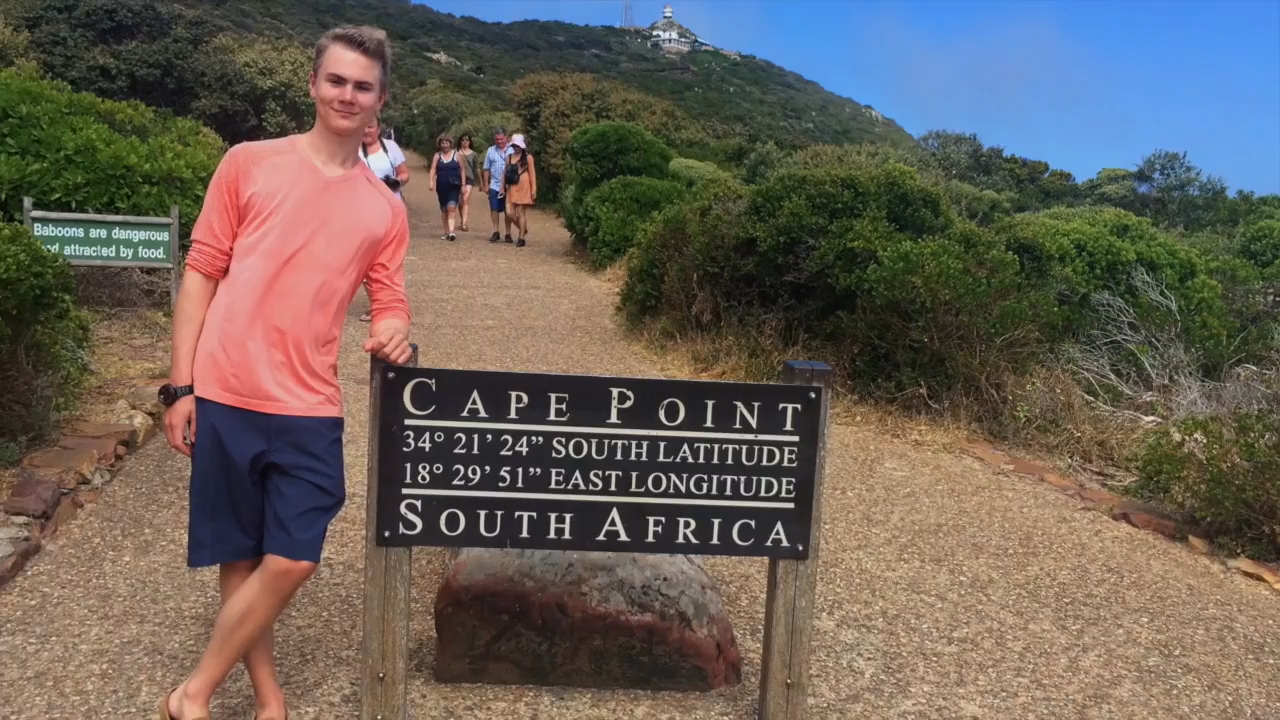 Baboons are dangerous
attracted by food.
CAPE POINT
34° 21' 24” SOUTH LATITUDE
18° 29' 51” EAST LONGITUDE
SOUTH AFRICA